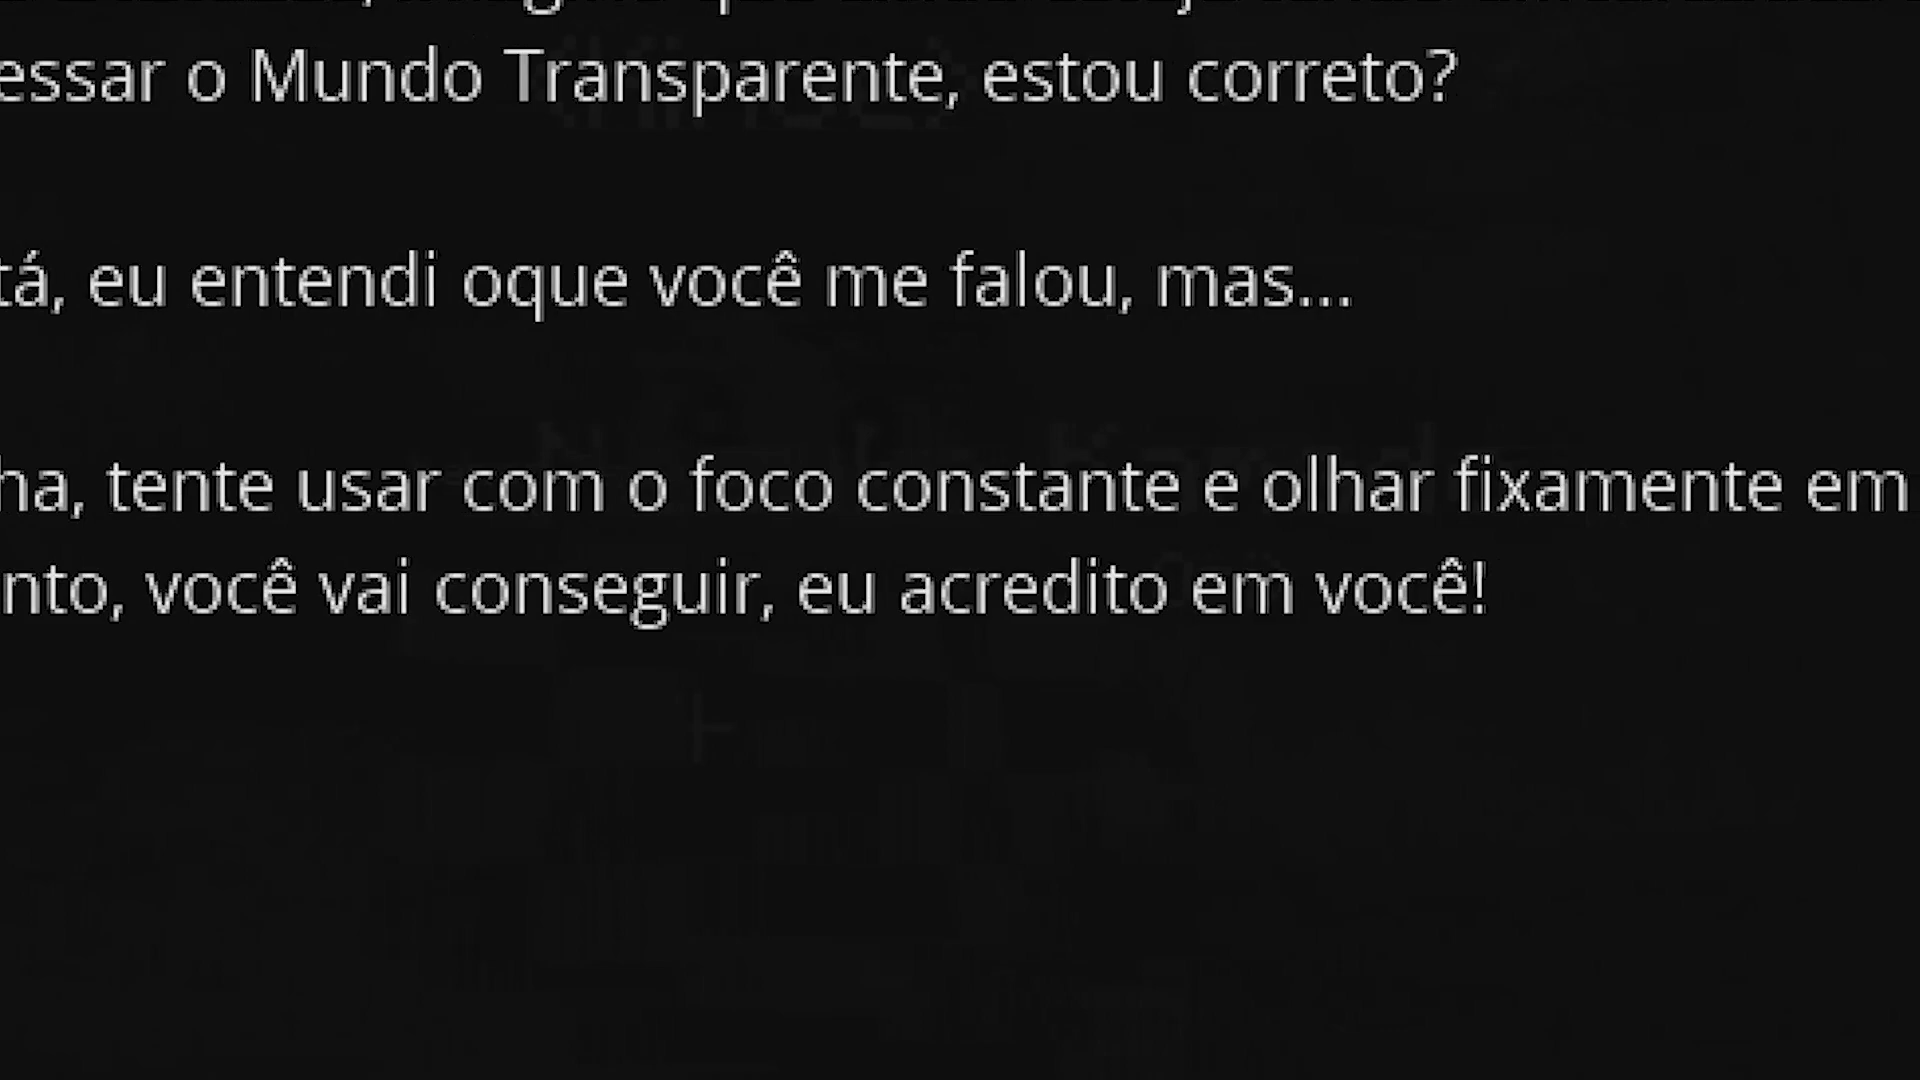 essar o Mundo Transparente, estou correto?
tá, eu entendi oque você me falou, mas...
ha, tente usar com o foco constante e olhar fixamente em
nto, você vai conseguir, eu acredito em você!